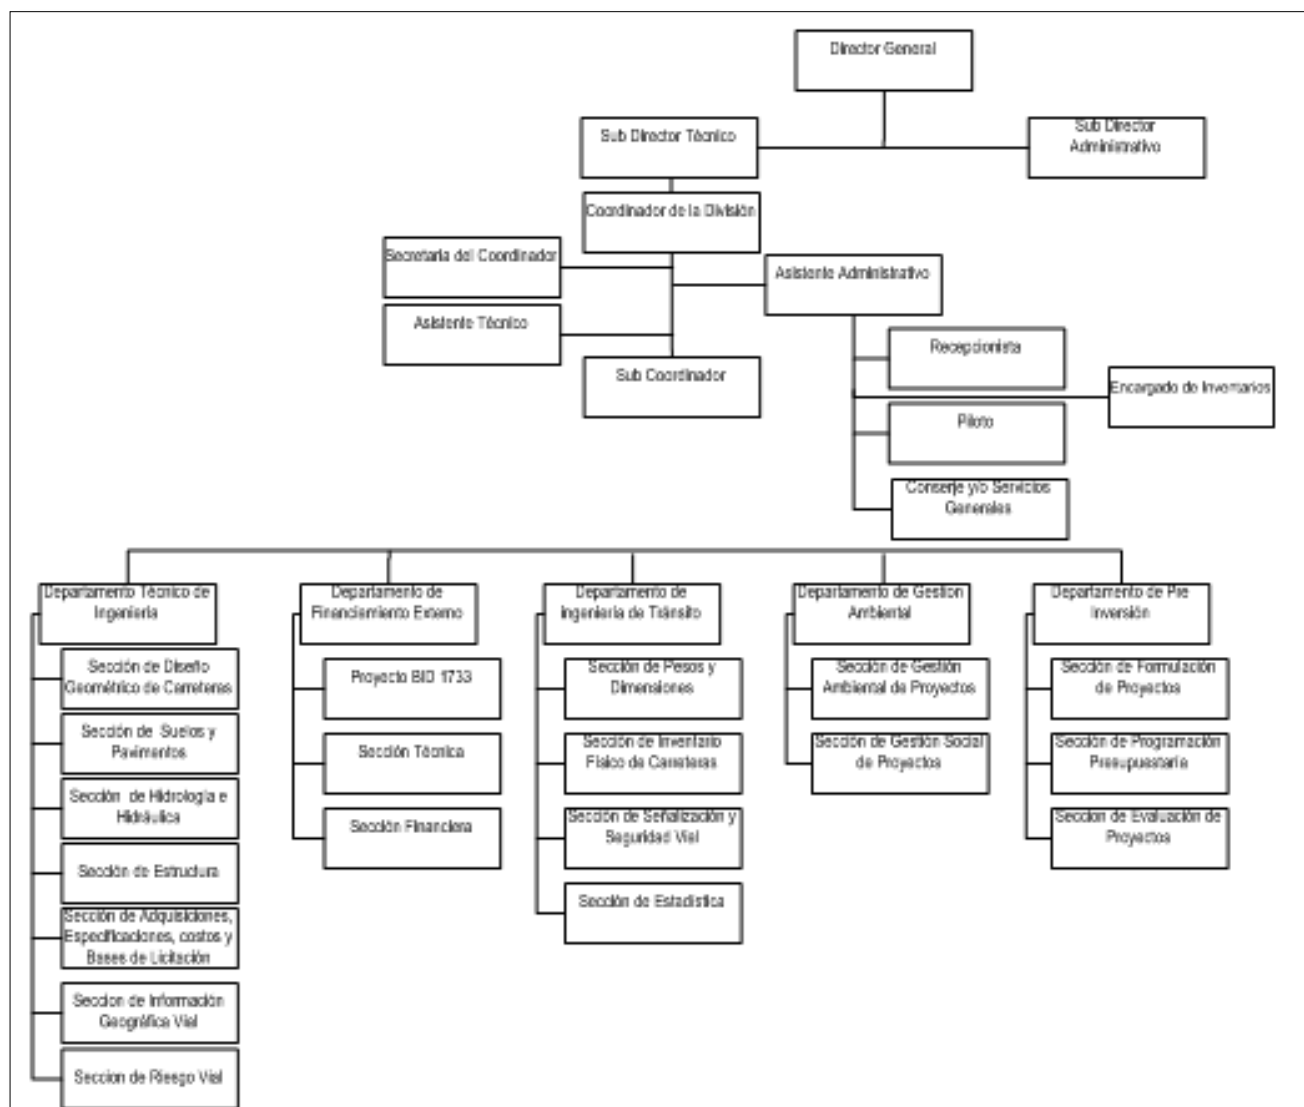 Director General
Sub Director Técnico
Sub Director
Administrativo
Coordinador de la División
Secretaria del Coordinador
Asistente Administrativo
Asistente Técnico
Recepcionista
Sub Coordinador
Encargado de Inventarios
Piloto
Conserje y/o Servicios
Generales
Departamento Técnico de
Ingeniería
Sección de Diseño
Geométrico de Carreteras
Sección de Suelos y
Pavimentos
Sección de Hidrología e
Hidráulica
Sección de Estructura
Sección de Adquisiciones,
Especificaciones, costos y
Bases de Licitación
Seccion de Información
Geográfica Vial
Seccion de Riesgo Vial
Departamento de
Financiamiento Externo
Proyecto BID 1733
Sección Técnica
Sección Financiera
Departamento de
Ingeniería de Tránsito
Sección de Pesos y
Dimensiones
Sección de Inventario
Físico de Carreteras
Sección de Señalización y
Seguridad Vial
Sección de Estadística
Departamento de Gestion
Ambiental
Sección de Gestión
Ambiental de Proyectos
Sección de Gestión Social
de Proyectos
Departamento de Pre
Inversión
Sección de Formulación
de Proyectos
Sección de Programación
Presupuestaria
Seccion de Evaluación de
Proyectos